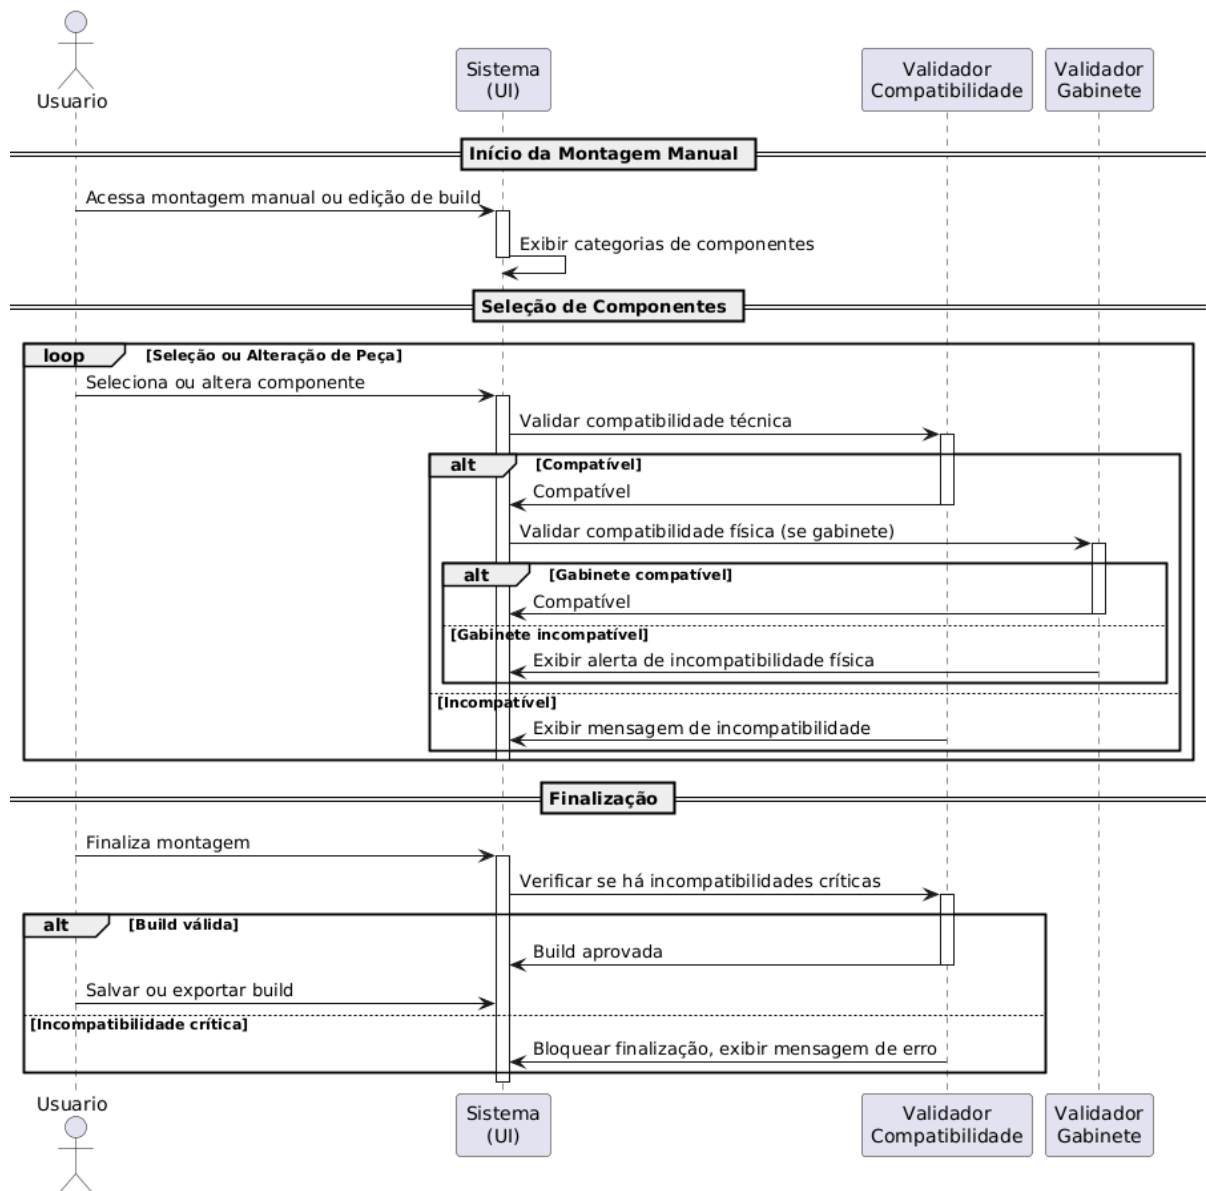 Usuario
Sistema
(UI)
Validador
Compatibilidade
Validador
Gabinete
Início da Montagem Manual
Acessa montagem manual ou edição de build
Exibir categorias de componentes
Seleção de Componentes
loop [Seleção ou Alteração de Peça]
Seleciona ou altera componente
Validar compatibilidade técnica
alt [Compatível]
Compatível
Validar compatibilidade física (se gabinete)
alt [Gabinete compatível]
Compatível
[Gabinete incompatível]
Exibir alerta de incompatibilidade física
[Incompatível]
Exibir mensagem de incompatibilidade
Finalização
Finaliza montagem
Verificar se há incompatibilidades críticas
alt [Build válida]
Build aprovada
Salvar ou exportar build
[Incompatibilidade crítica]
Bloquear finalização, exibir mensagem de erro
Usuario
Sistema
(UI)
Validador
Compatibilidade
Validador
Gabinete